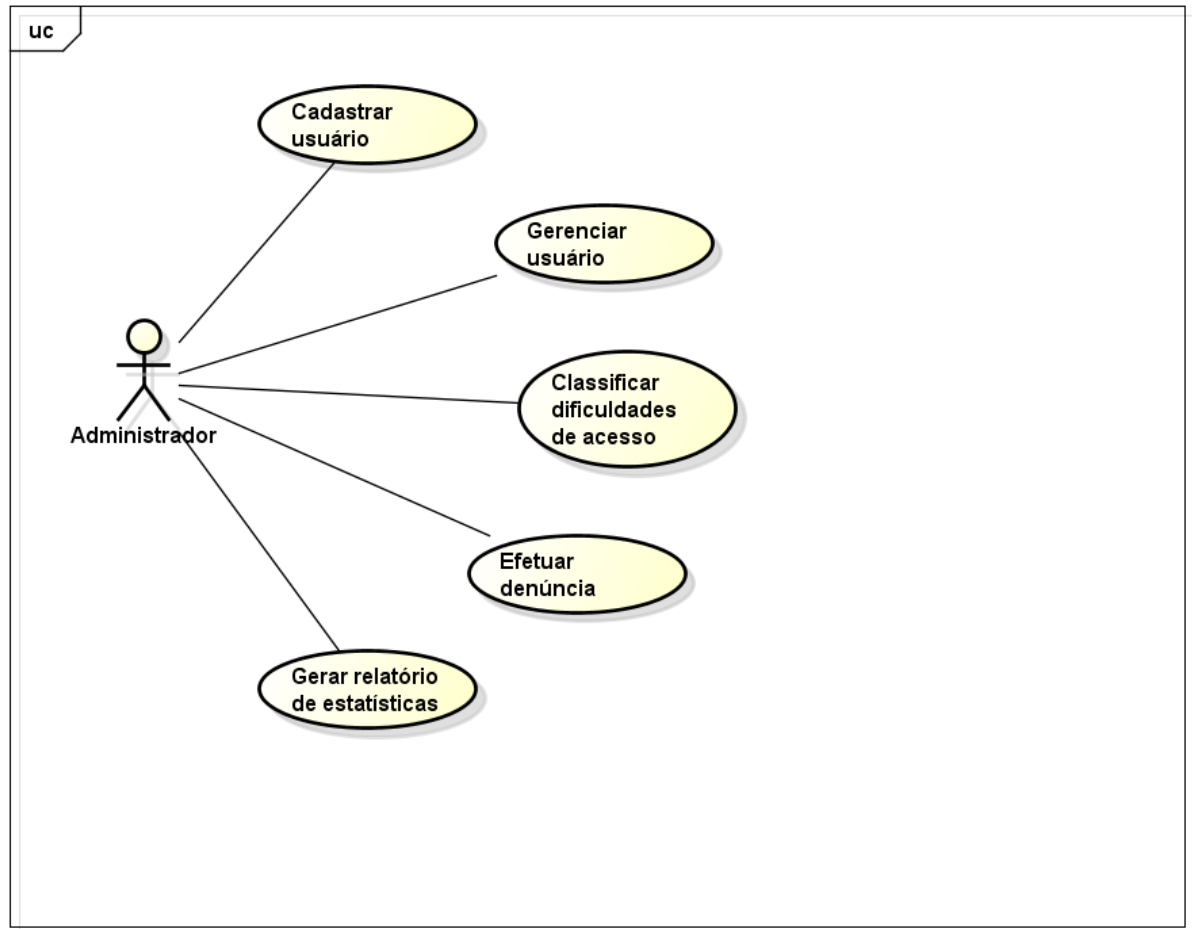 uc
Cadastrar
usuário
Gerenciar
usuário
Classificar
dificuldades
de acesso
Administrador
Efetuar
denúncia
Gerar relatório
de estatísticas